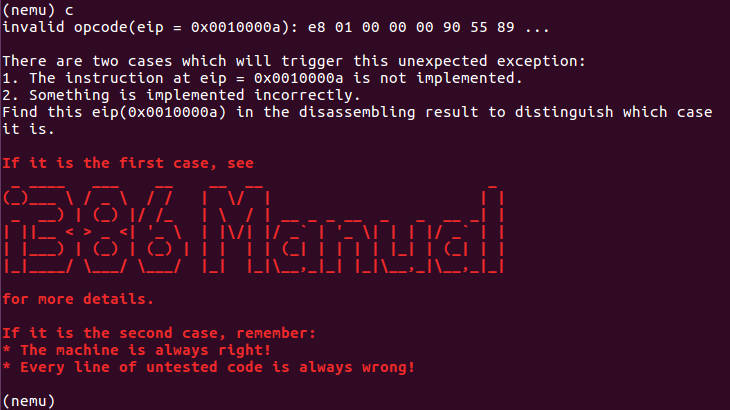 (nemu) c
invalid opcode(eip = 0x0010000a): e8 01 00 00 00 90 55 89 ...
There are two cases which will trigger this unexpected exception:
1. The instruction at eip = 0x0010000a is not implemented.
2. Something is implemented incorrectly.
Find this eip(0x0010000a) in the disassembling result to distinguish which case
it is.
If it is the first case, see
i386 Manual
for more details.
If it is the second case, remember:
* The machine is always right!
* Every line of untested code is always wrong!
(nemu)